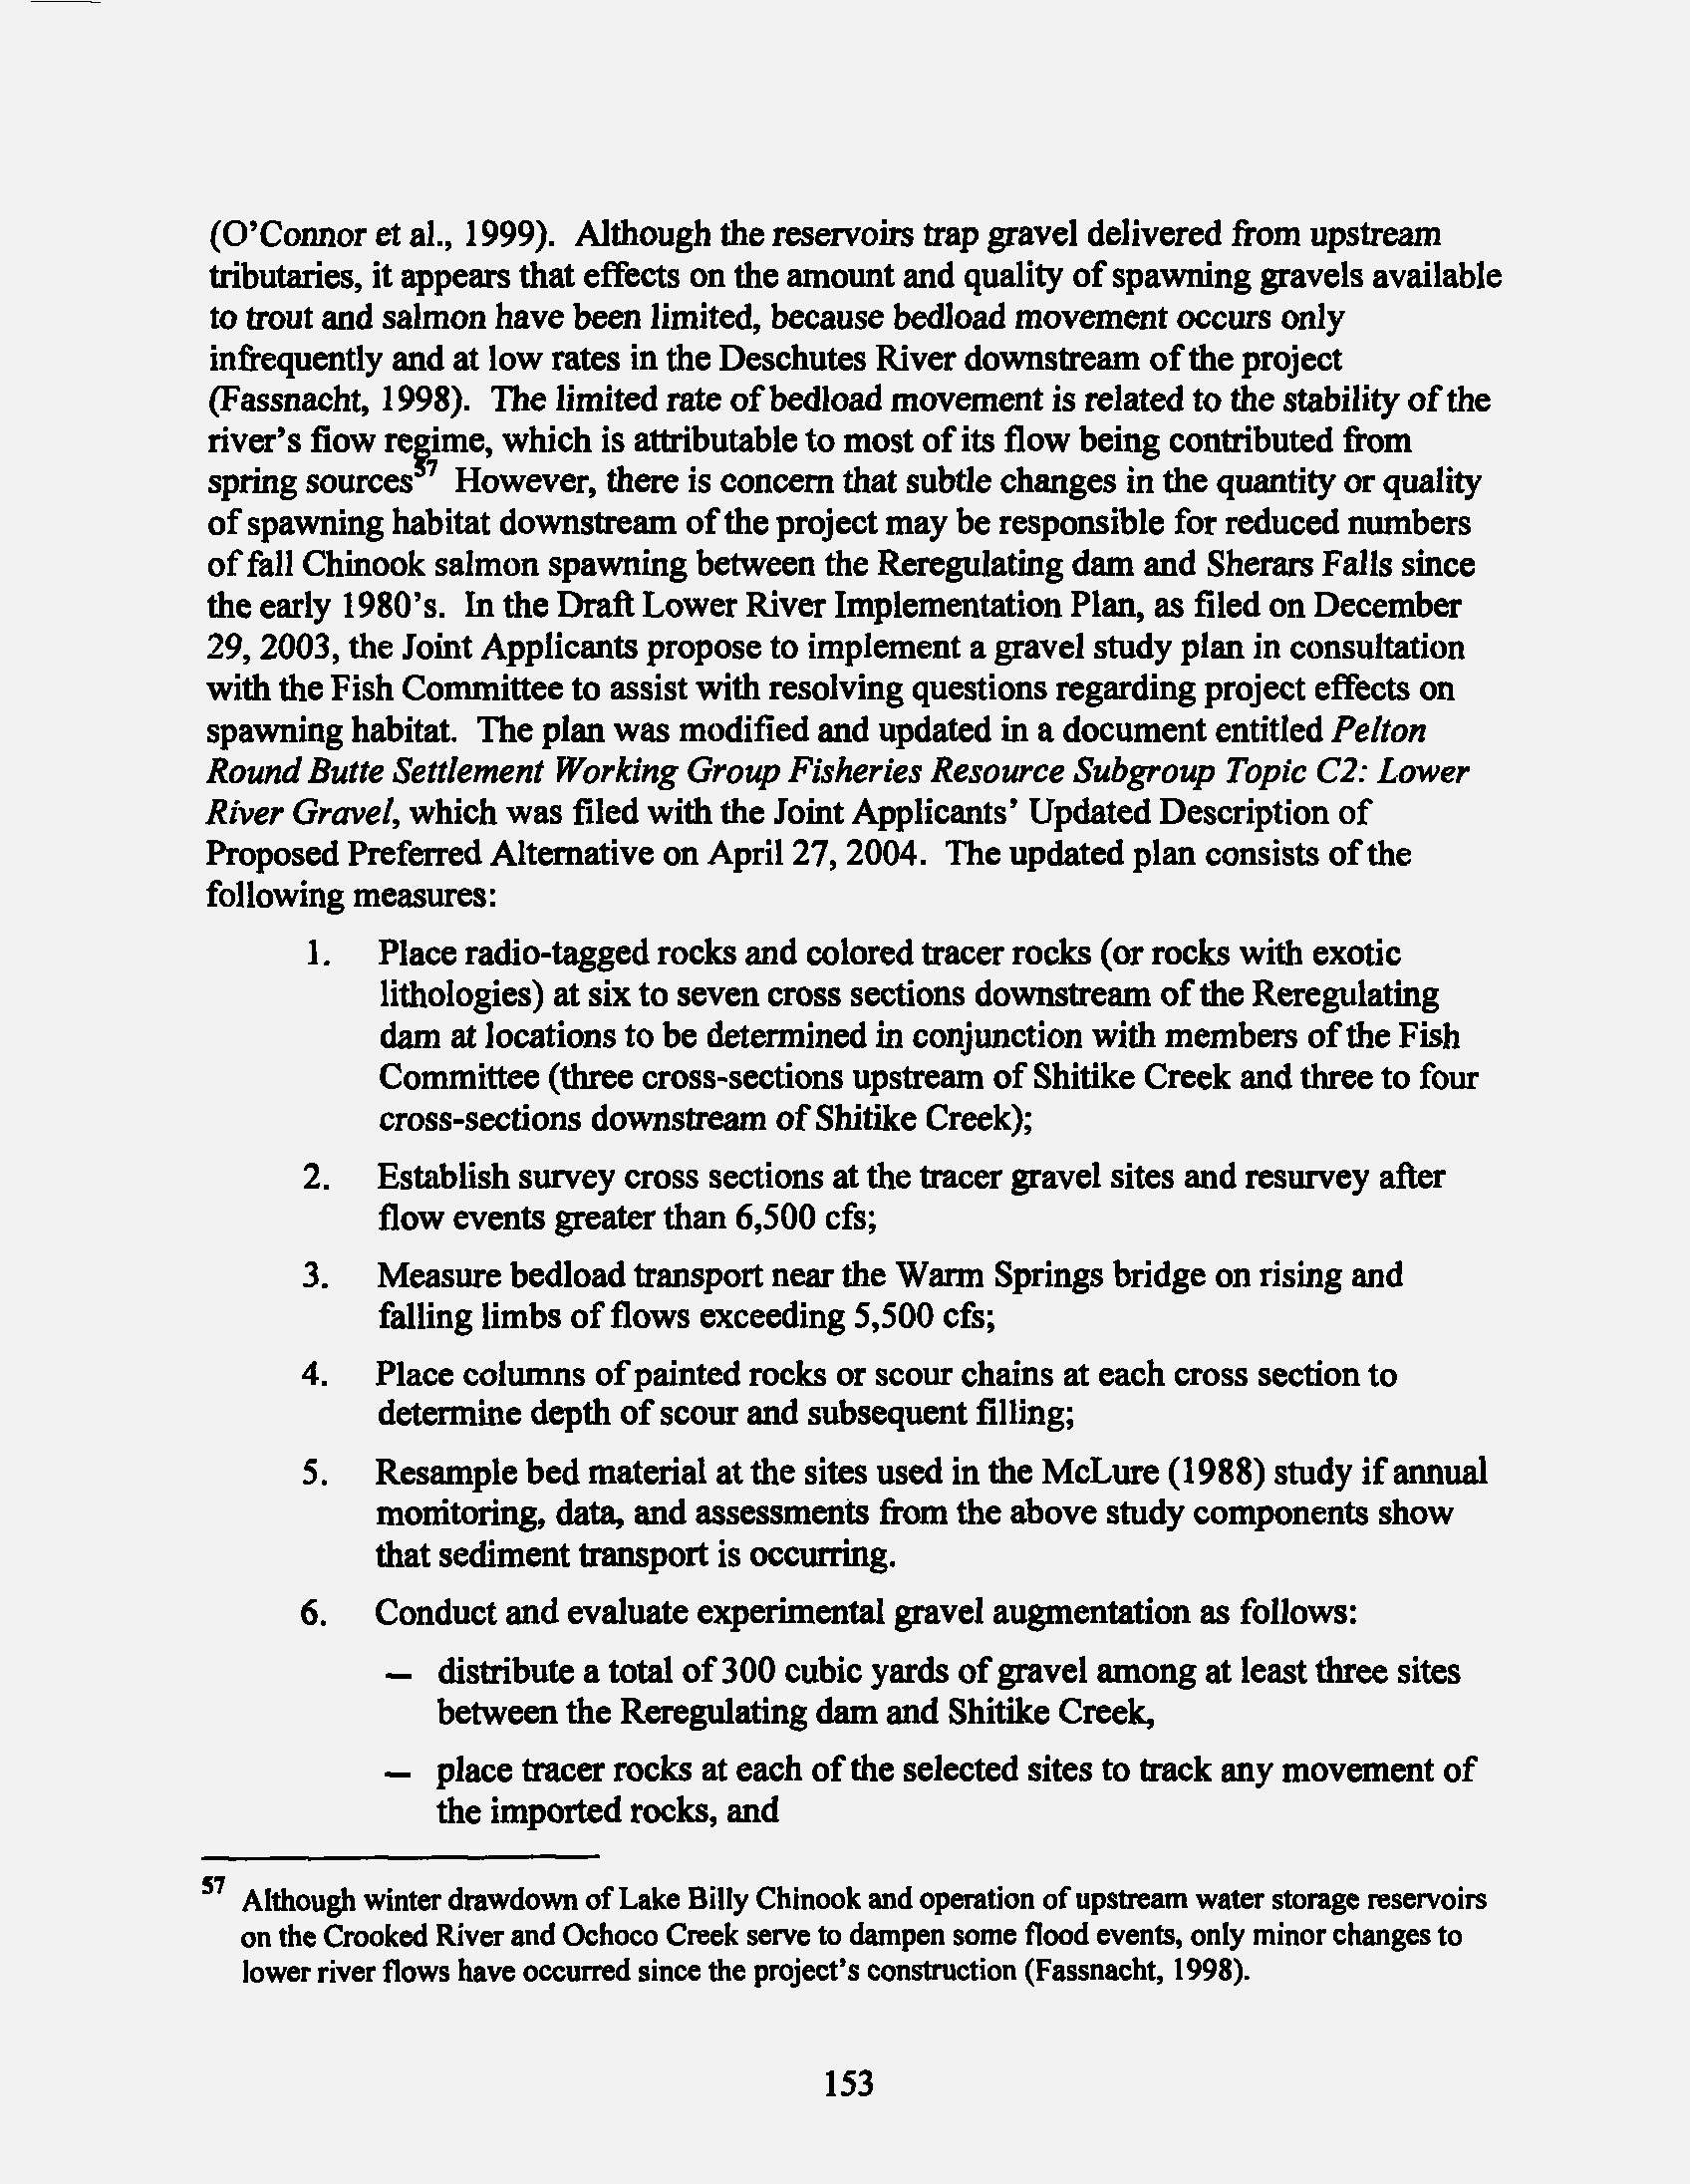 (O’Connor et al., 1999). Although the reservoirs trap gravel delivered from upstream
tributaries, it appears that effects on the amount and quality of spawning gravels available
to trout and salmon have been limited, because bedload movement occurs only
infrequently and at low rates in the Deschutes River downstream of the project
(Fassnacht, 1998). The limited rate of bedload movement is related to the stability of the
river’s flow regime, which is attributable to most of its flow being contributed from
spring sources57 However, there is concern that subtle changes in the quantity or quality
of spawning habitat downstream of the project may be responsible for reduced numbers
of fall Chinook salmon spawning between the Reregulating dam and Sherars Falls since
the early 1980’s. In the Draft Lower River Implementation Plan, as filed on December
29, 2003, the Joint Applicants propose to implement a gravel study plan in consultation
with the Fish Committee to assist with resolving questions regarding project effects on
spawning habitat. The plan was modified and updated in a document entitled Pelton
Round Butte Settlement Working Group Fisheries Resource Subgroup Topic C2: Lower
River Gravel, which was filed with the Joint Applicants’ Updated Description of
Proposed Preferred Alternative on April 27, 2004. The updated plan consists of the
following measures:
1. Place radio-tagged rocks and colored tracer rocks (or rocks with exotic
lithologies) at six to seven cross sections downstream of the Reregulating
dam at locations to be determined in conjunction with members of the Fish
Committee (three cross-sections upstream of Shitike Creek and three to four
cross-sections downstream of Shitike Creek);
2. Establish survey cross sections at the tracer gravel sites and resurvey after
flow events greater than 6,500 cfs;
3. Measure bedload transport near the Warm Springs bridge on rising and
falling limbs of flows exceeding 5,500 cfs;
4. Place columns of painted rocks or scour chains at each cross section to
determine depth of scour and subsequent filling;
5. Resample bed material at the sites used in the McLure (1988) study if annual
monitoring, data, and assessments from the above study components show
that sediment transport is occurring.
6. Conduct and evaluate experimental gravel augmentation as follows:
– distribute a total of 300 cubic yards of gravel among at least three sites
between the Reregulating dam and Shitike Creek,
– place tracer rocks at each of the selected sites to track any movement of
the imported rocks, and
57 Although winter drawdown of Lake Billy Chinook and operation of upstream water storage reservoirs
on the Crooked River and Ochoco Creek serve to dampen some flood events, only minor changes to
lower river flows have occurred since the project’s construction (Fassnacht, 1998).
153